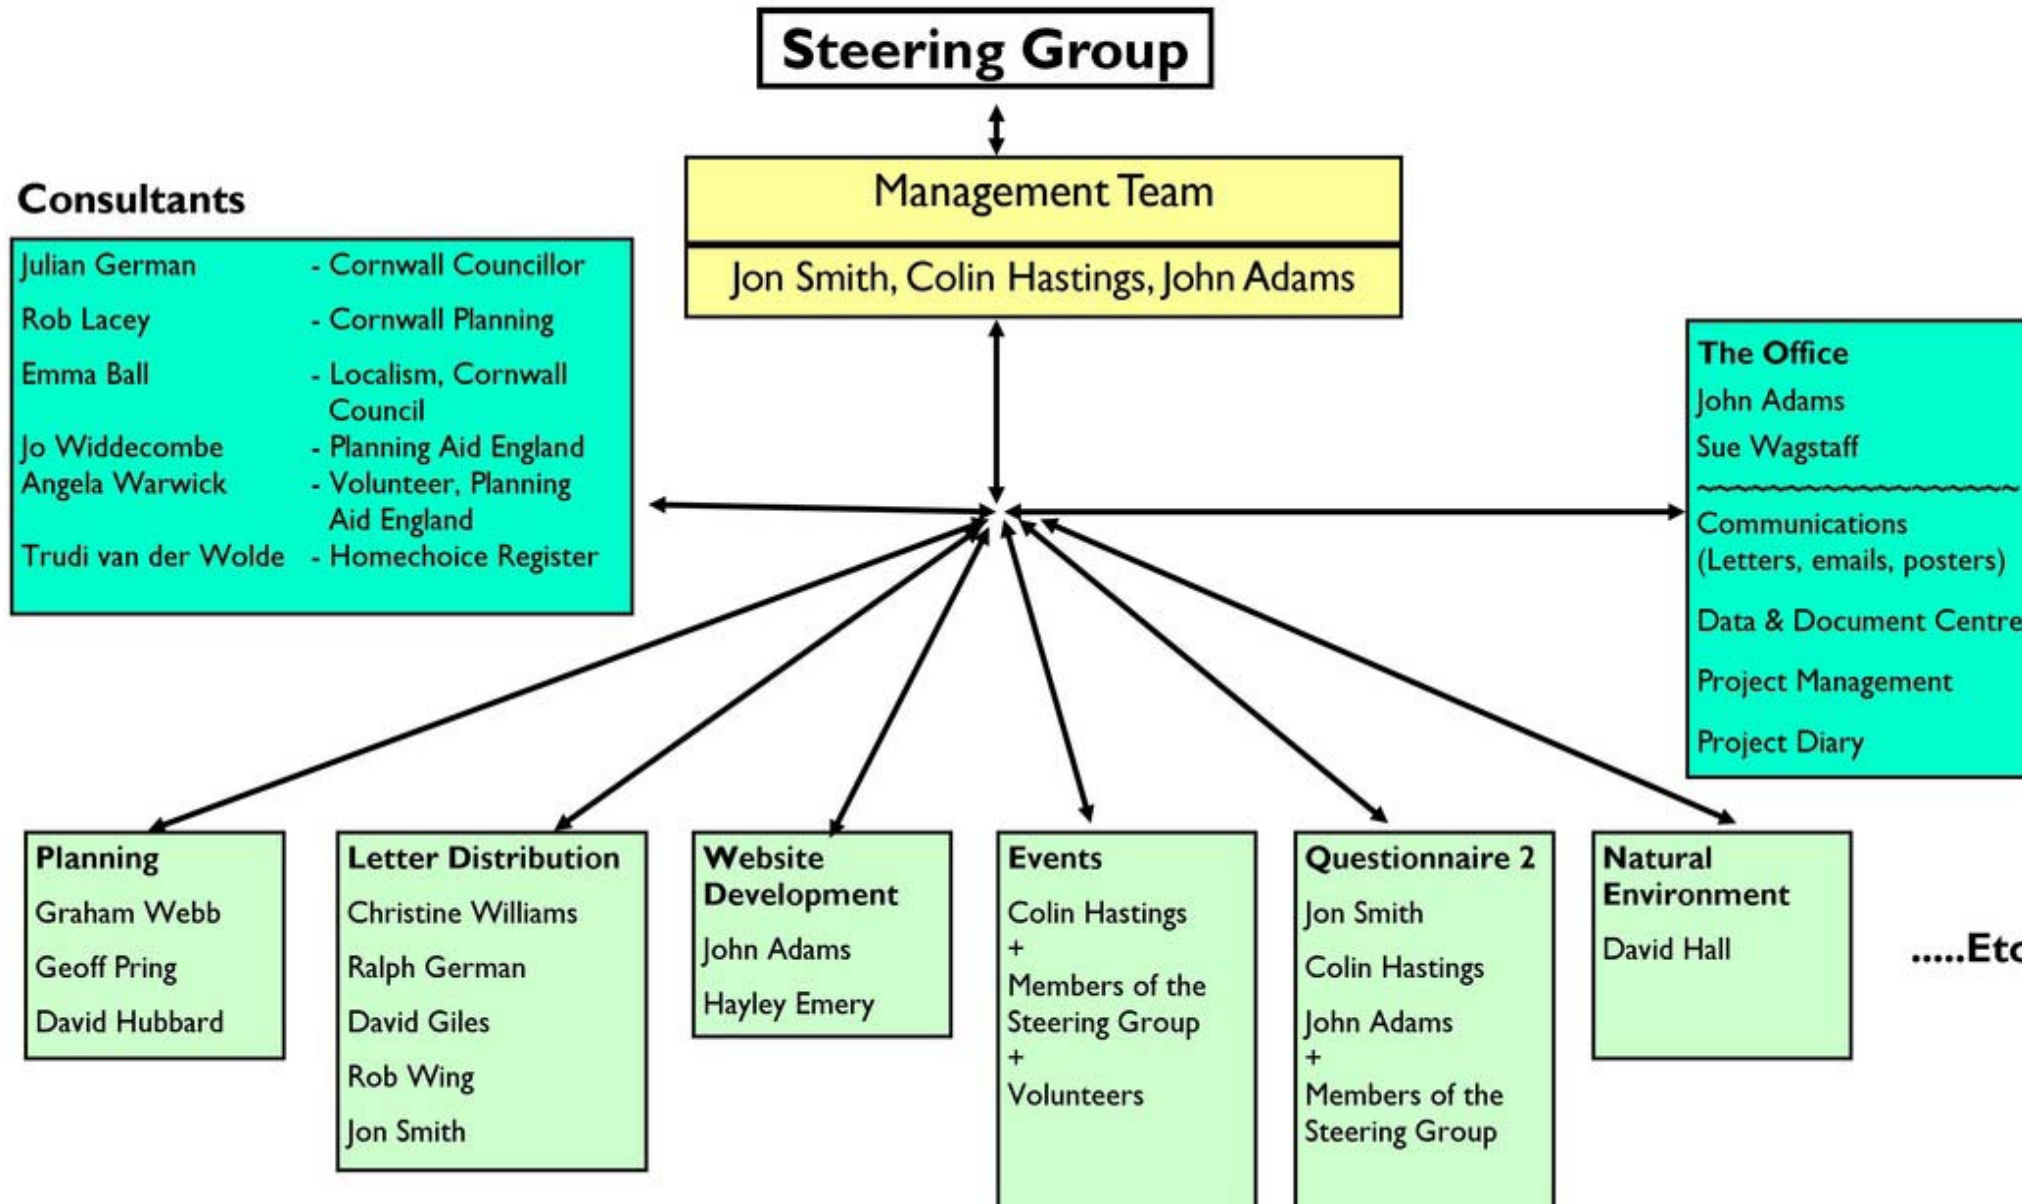 Steering Group
Management Team
Jon Smith, Colin Hastings, John Adams
Consultants
Julian German - Cornwall Councillor
Rob Lacey - Cornwall Planning
Emma Ball - Localism, Cornwall
Council
Jo Widdecombe - Planning Aid England
Angela Warwick - Volunteer, Planning
Aid England
Trudi van der Wolde - Homechoice Register
The Office
John Adams
Sue Wagstaff
~~~~~~~~~~~~~~~~~~
Communications
(Letters, emails, posters)
Data & Document Centre
Project Management
Project Diary
Planning
Graham Webb
Geoff Pring
David Hubbard
Letter Distribution
Christine Williams
Ralph German
David Giles
Rob Wing
Jon Smith
Website
Development
John Adams
Hayley Emery
Events
Colin Hastings
+
Members of the
Steering Group
+
Volunteers
Questionnaire 2
Jon Smith
Colin Hastings
John Adams
+
Members of the
Steering Group
Natural
Environment
David Hall
.....Etc